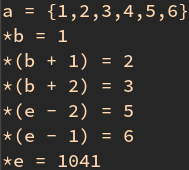 a = {1,2,3,4,5,6}
*b = 1
*(b + 1) = 2
*(b + 2) = 3
*(e − 2) = 5
*(e − 1) = 6
*e = 1041